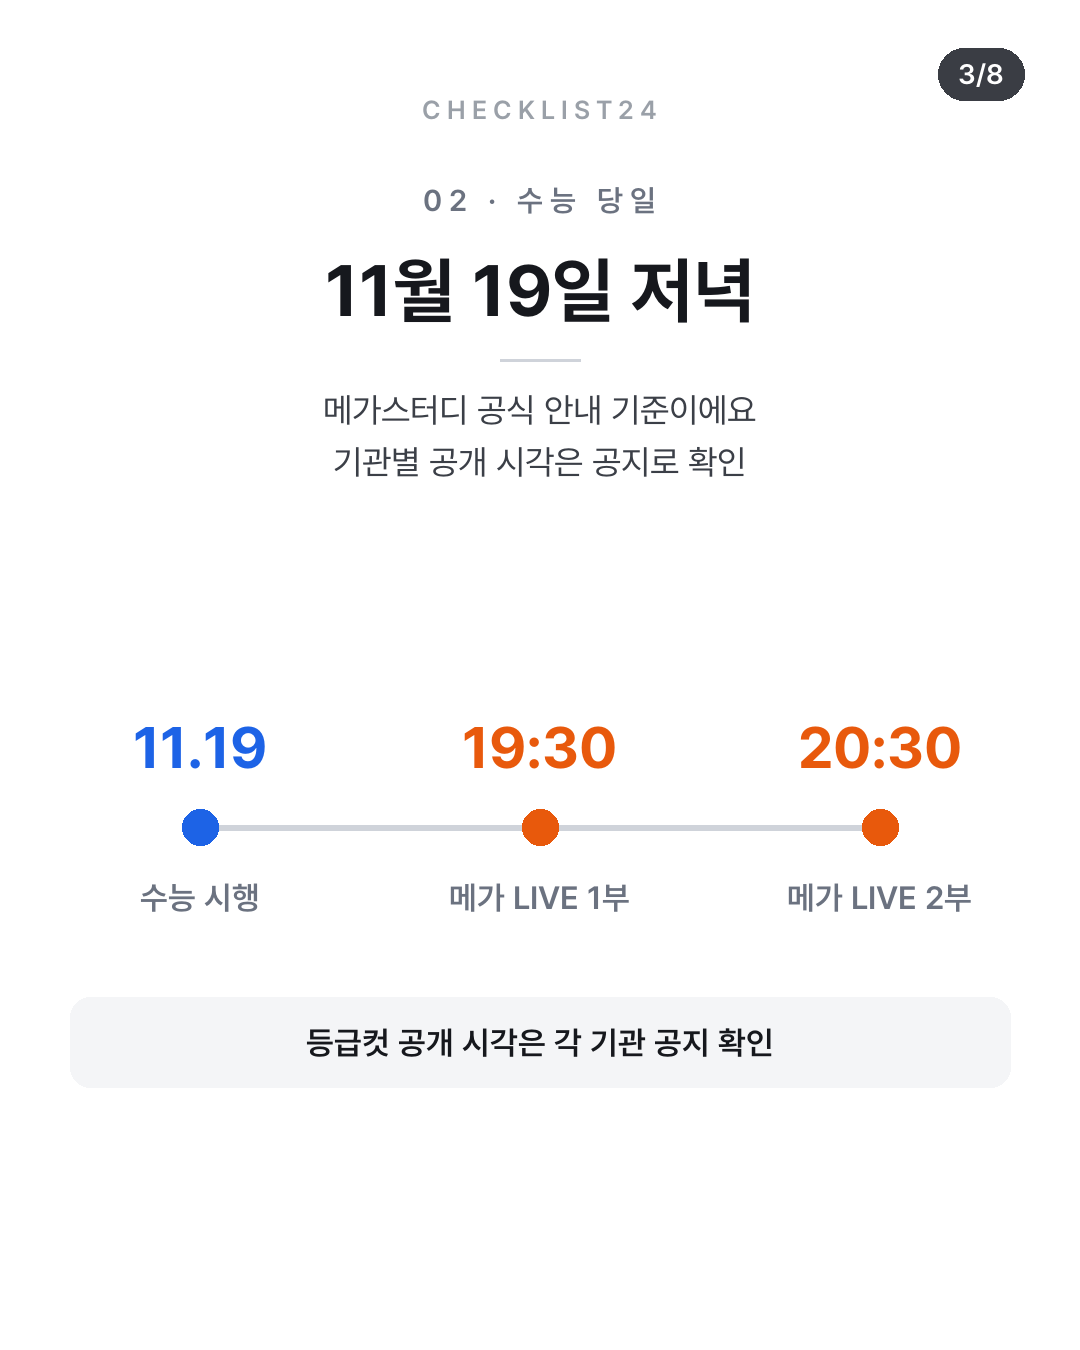 3/8
CHECKLIST24
02 · 수능 당일
11월 19일 저녁
메가스터디 공식 안내 기준이에요
기관별 공개 시각은 공지로 확인
11.19 19:30 20:30
수능 시행 메가 LIVE 1부 메가 LIVE 2부
등급컷 공개 시각은 각 기관 공지 확인